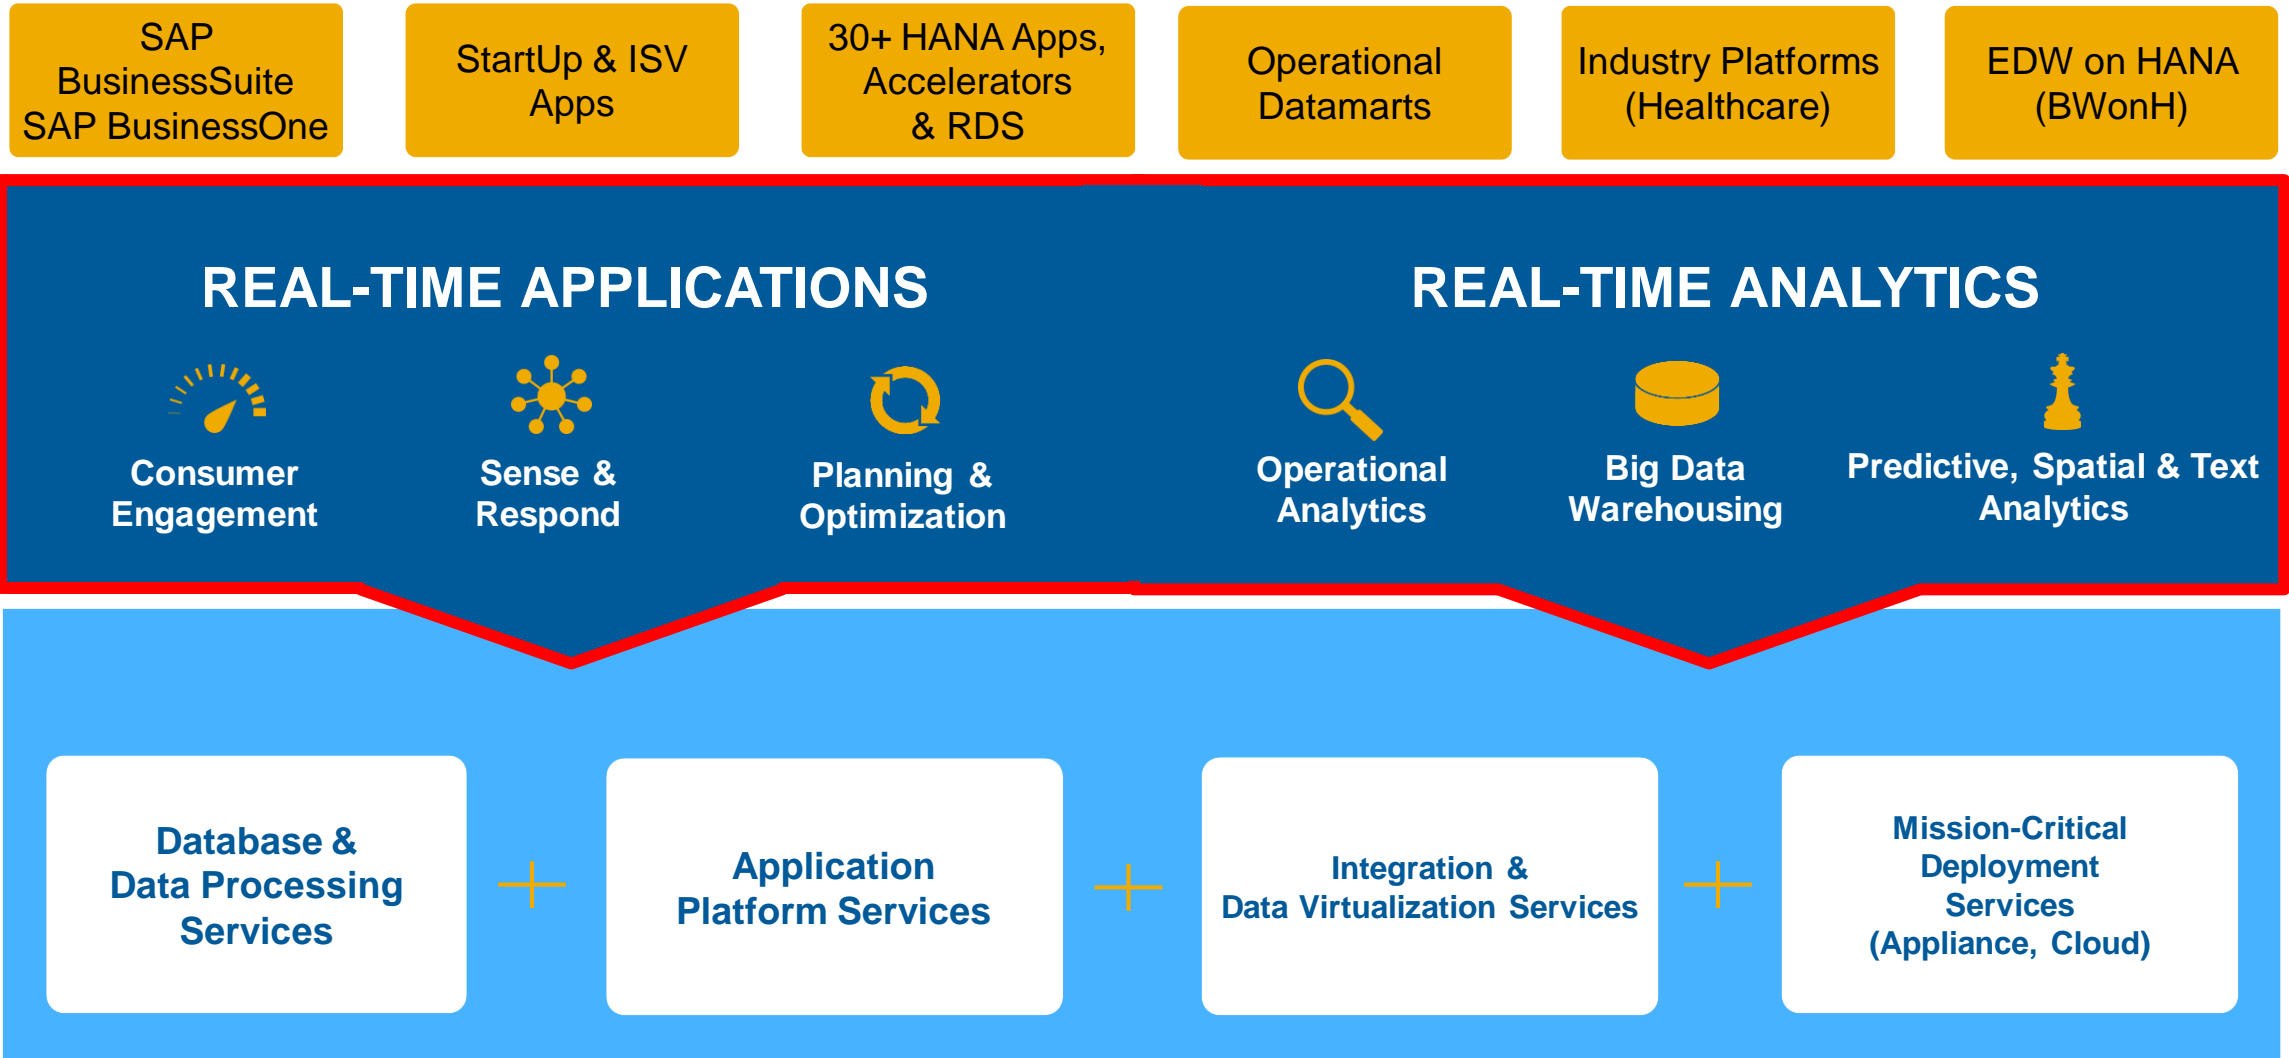 SAP
BusinessSuite
SAP BusinessOne
StartUp & ISV
Apps
30+ HANA Apps,
Accelerators
& RDS
Operational
Datamarts
Industry Platforms
(Healthcare)
EDW on HANA
(BWonH)
REAL-TIME APPLICATIONS
Consumer
Engagement
Sense &
Respond
Planning &
Optimization
REAL-TIME ANALYTICS
Operational
Analytics
Big Data
Warehousing
Predictive, Spatial & Text
Analytics
Database &
Data Processing
Services
Application
Platform Services
Integration &
Data Virtualization Services
Mission-Critical
Deployment
Services
(Appliance, Cloud)